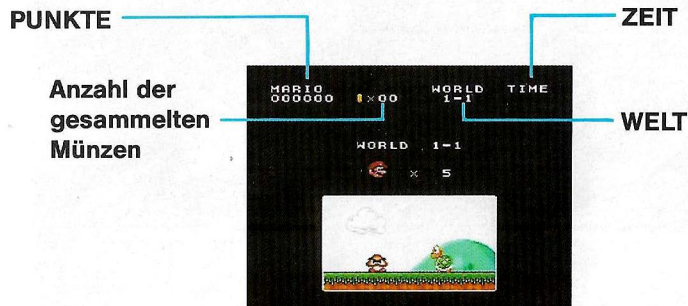 PUNKTE
ZEIT
Anzahl der
gesammelten
Münzen
WELT
MARIO WORLD TIME
000000 ×00 1-1
WORLD 1-1
× 5